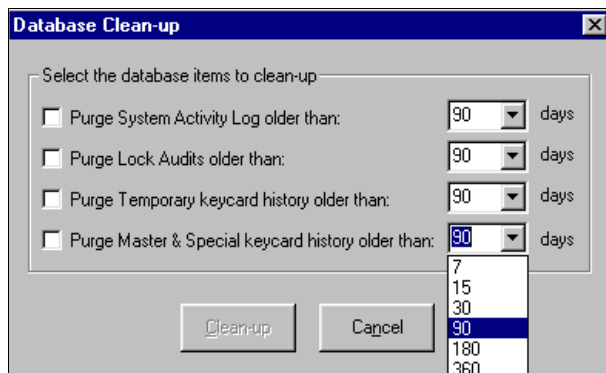 Database Clean-up
Select the database items to clean-up
Purge System Activity Log older than: 90 days
Purge Lock Audits older than: 90 days
Purge Temporary keycard history older than: 90 days
Purge Master & Special keycard history older than: 90 days
7
15
30
90
180
360
Clean-up Cancel